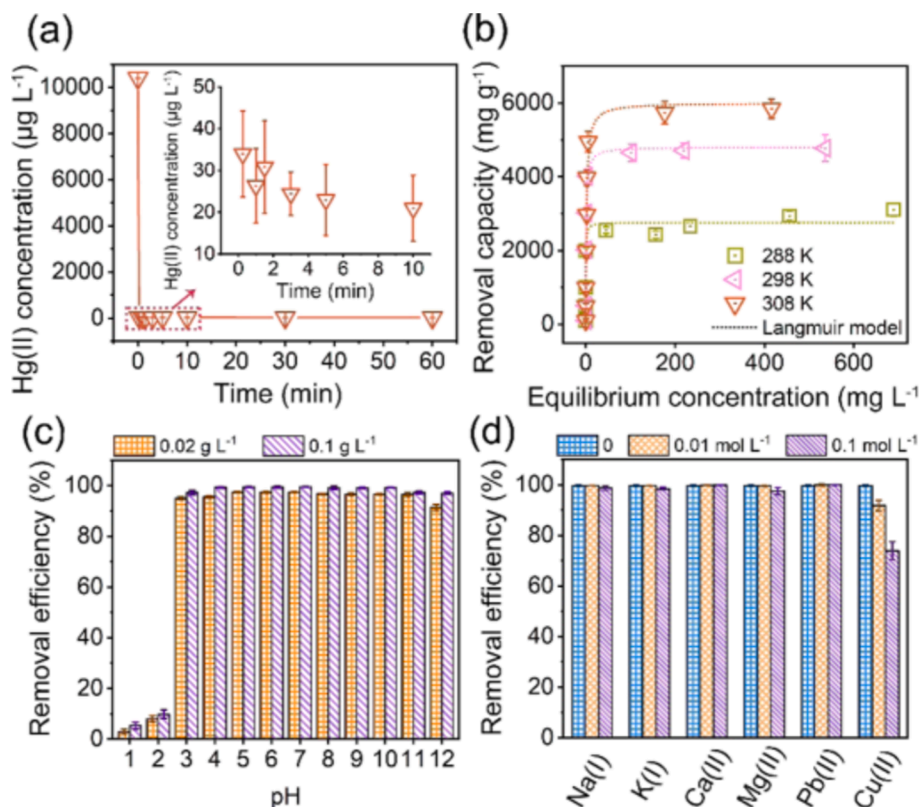 (a)
Hg(II) concentration (µg L⁻¹)
10000
8000
6000
4000
2000
0
0 10 20 30 40 50 60
Time (min)
Hg(II) concentration (µg L⁻¹)
50
40
30
20
10
0 2 4 6 8 10
Time (min)
(b)
Removal capacity (mg g⁻¹)
6000
5000
4000
3000
2000
1000
0
288 K
298 K
308 K
Langmuir model
0 200 400 600
Equilibrium concentration (mg L⁻¹
(c)
0.02 g L⁻¹ 0.1 g L⁻¹
Removal efficiency (%)
100
80
60
40
20
0
1 2 3 4 5 6 7 8 9 10 11 12
pH
(d)
0 0.01 mol L⁻¹ 0.1 mol L⁻¹
Removal efficiency (%)
100
80
60
40
20
0
Na(I) K(I) Ca(II) Mg(II) Pb(II) Cu(II)